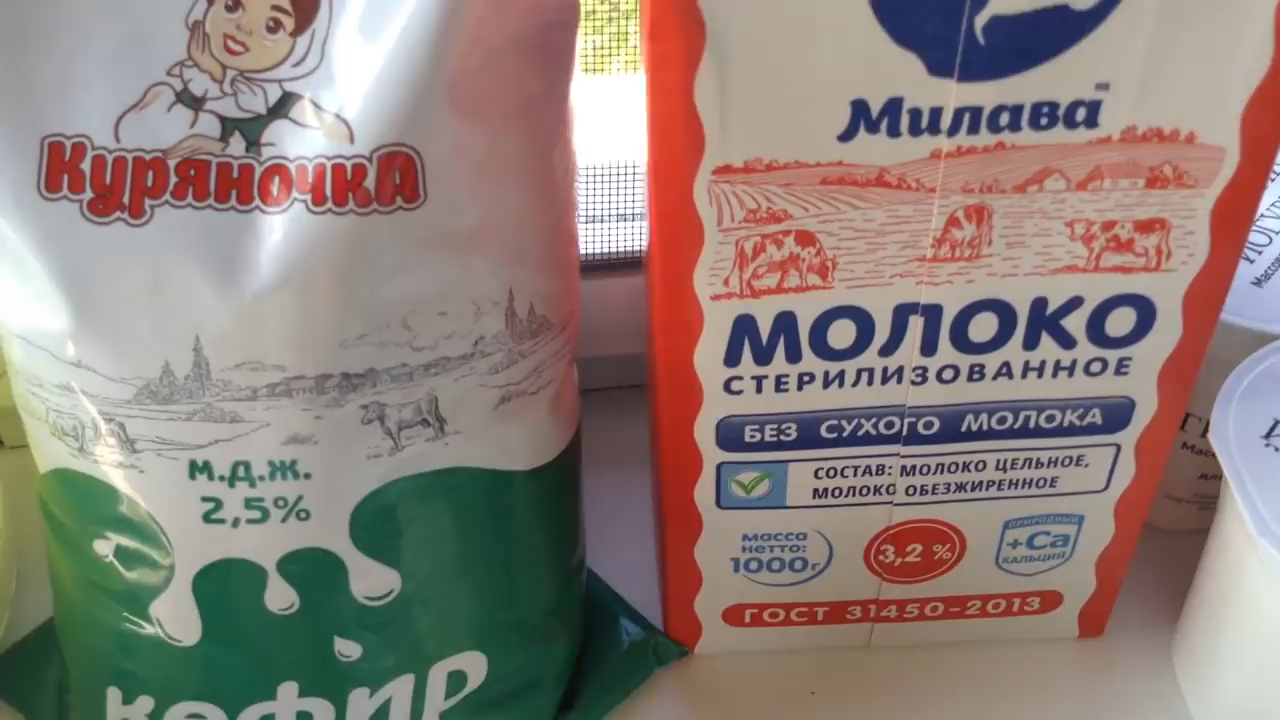 Куряночка
м.д.ж.
2,5%
кефир
Милава
МОЛОКО
СТЕРИЛИЗОВАННОЕ
БЕЗ СУХОГО МОЛОКА
СОСТАВ: МОЛОКО ЦЕЛЬНОЕ,
МОЛОКО ОБЕЗЖИРЕННОЕ
масса
нетто:
1000г
3,2 %
ПРИРОДНЫЙ
+Ca
КАЛЬЦИЙ
ГОСТ 31450-2013